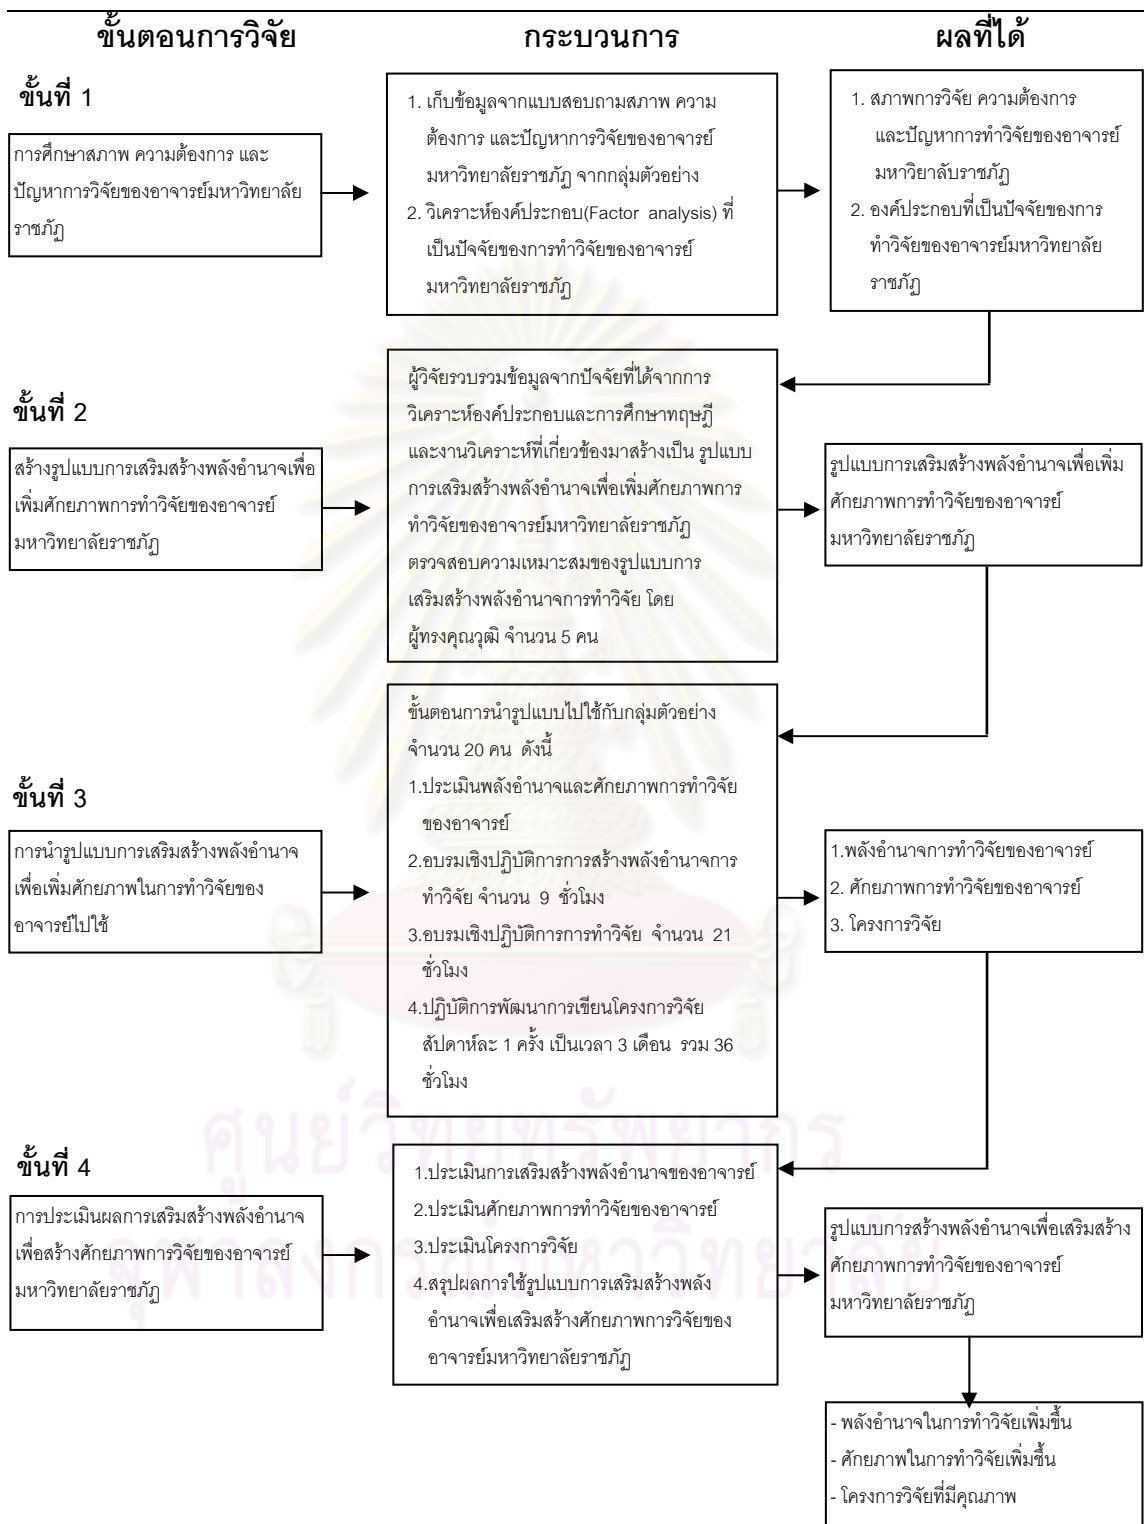 ขั้นตอนการวิจัย
กระบวนการ
ผลที่ได้
ขั้นที่ 1
การศึกษาสภาพ ความต้องการ และ
ปัญหาการวิจัยของอาจารย์มหาวิทยาลัย
ราชภัฏ
1. เก็บข้อมูลจากแบบสอบถามสภาพ ความ
ต้องการ และปัญหาการวิจัยของอาจารย์
มหาวิทยาลัยราชภัฏ จากกลุ่มตัวอย่าง
2. วิเคราะห์องค์ประกอบ(Factor analysis) ที่
เป็นปัจจัยของการทำวิจัยของอาจารย์
มหาวิทยาลัยราชภัฏ
1. สภาพการวิจัย ความต้องการ
และปัญหาการทำวิจัยของอาจารย์
มหาวิยาลับราชภัฏ
2. องค์ประกอบที่เป็นปัจจัยของการ
ทำวิจัยของอาจารย์มหาวิทยาลัย
ราชภัฏ
ขั้นที่ 2
สร้างรูปแบบการเสริมสร้างพลังอำนาจเพื่อ
เพิ่มศักยภาพการทำวิจัยของอาจารย์
มหาวิทยาลัยราชภัฏ
ผู้วิจัยรวบรวมข้อมูลจากปัจจัยที่ได้จากการ
วิเคราะห์องค์ประกอบและการศึกษาทฤษฎี
และงานวิเคราะห์ที่เกี่ยวข้องมาสร้างเป็น รูปแบบ
การเสริมสร้างพลังอำนาจเพื่อเพิ่มศักยภาพการ
ทำวิจัยของอาจารย์มหาวิทยาลัยราชภัฏ
ตรวจสอบความเหมาะสมของรูปแบบการ
เสริมสร้างพลังอำนาจการทำวิจัย โดย
ผู้ทรงคุณวุฒิ จำนวน 5 คน
รูปแบบการเสริมสร้างพลังอำนาจเพื่อเพิ่ม
ศักยภาพการทำวิจัยของอาจารย์
มหาวิทยาลัยราชภัฏ
ขั้นที่ 3
การนำรูปแบบการเสริมสร้างพลังอำนาจ
เพื่อเพิ่มศักยภาพในการทำวิจัยของ
อาจารย์ไปใช้
ขั้นตอนการนำรูปแบบไปใช้กับกลุ่มตัวอย่าง
จำนวน 20 คน ดังนี้
1.ประเมินพลังอำนาจและศักยภาพการทำวิจัย
ของอาจารย์
2.อบรมเชิงปฏิบัติการการสร้างพลังอำนาจการ
ทำวิจัย จำนวน 9 ชั่วโมง
3.อบรมเชิงปฏิบัติการการทำวิจัย จำนวน 21
ชั่วโมง
4.ปฏิบัติการพัฒนาการเขียนโครงการวิจัย
สัปดาห์ละ 1 ครั้ง เป็นเวลา 3 เดือน รวม 36
ชั่วโมง
1.พลังอำนาจการทำวิจัยของอาจารย์
2. ศักยภาพการทำวิจัยของอาจารย์
3. โครงการวิจัย
ขั้นที่ 4
การประเมินผลการเสริมสร้างพลังอำนาจ
เพื่อสร้างศักยภาพการวิจัยของอาจารย์
มหาวิทยาลัยราชภัฏ
1.ประเมินการเสริมสร้างพลังอำนาจของอาจารย์
2.ประเมินศักยภาพการทำวิจัยของอาจารย์
3.ประเมินโครงการวิจัย
4.สรุปผลการใช้รูปแบบการเสริมสร้างพลัง
อำนาจเพื่อเสริมสร้างศักยภาพการวิจัยของ
อาจารย์มหาวิทยาลัยราชภัฏ
รูปแบบการสร้างพลังอำนาจเพื่อเสริมสร้าง
ศักยภาพการทำวิจัยของอาจารย์
มหาวิทยาลัยราชภัฏ
- พลังอำนาจในการทำวิจัยเพิ่มขึ้น
- ศักยภาพในการทำวิจัยเพิ่มชื้น
- โครงการวิจัยที่มีคุณภาพ
ศูนย์วิทยทรัพยากร
จุฬาลงกรณ์มหาวิทยาลัย